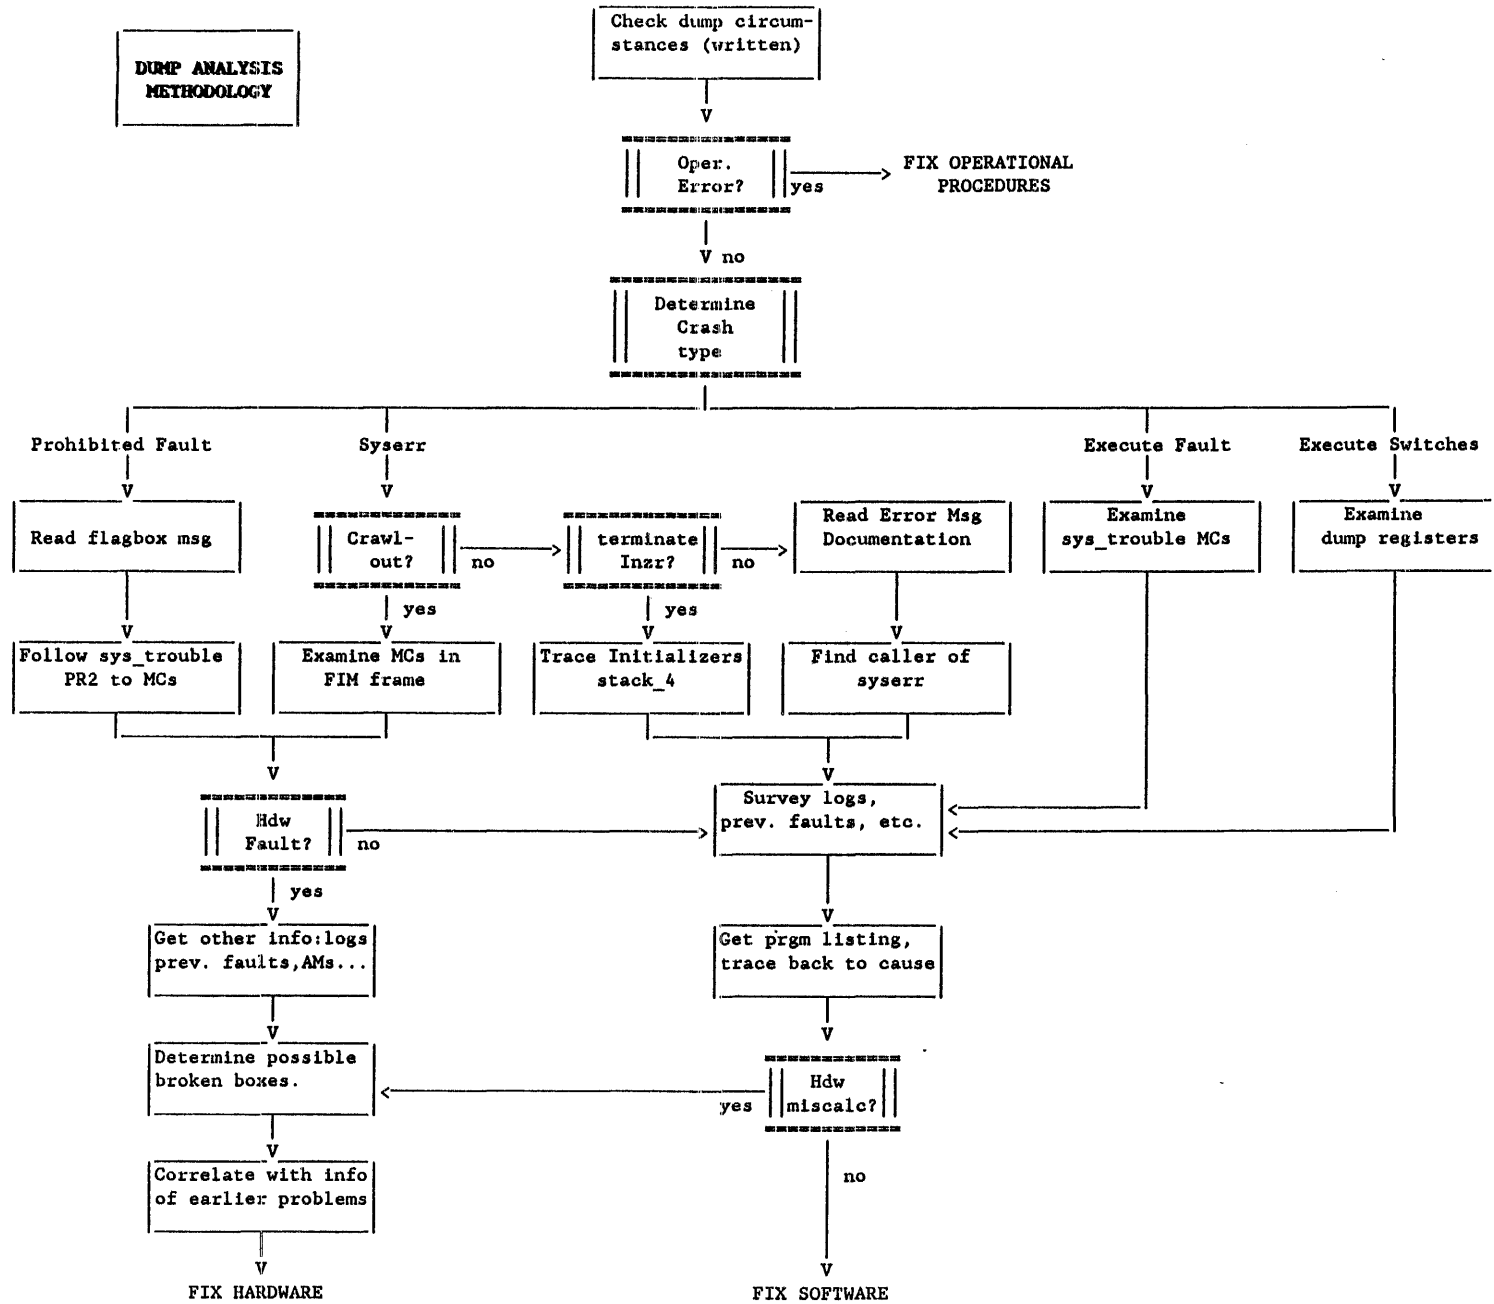 Check dump circum-
stances (written)
DUMP ANALYSIS
METHODOLOGY
V
Oper.
Error?
yes
FIX OPERATIONAL
PROCEDURES
V no
Determine
Crash
type
Prohibited Fault
Syserr
Execute Fault
Execute Switches
V
V
V
V
Read flagbox msg
Crawl-
out?
no
terminate
Inzr?
no
Read Error Msg
Documentation
Examine
sys_trouble MCs
Examine
dump registers
yes
yes
V
V
V
V
Follow sys_trouble
PR2 to MCs
Examine MCs in
FIM frame
Trace Initializers
stack_4
Find caller of
syserr
V
V
Hdw
Fault?
no
Survey logs,
prev. faults, etc.
yes
V
V
Get other info:logs
prev. faults,AMs...
Get prgm listing,
trace back to cause
V
V
Determine possible
broken boxes.
yes
Hdw
miscalc?
V
Correlate with info
of earlier problems
no
V
V
FIX HARDWARE
FIX SOFTWARE